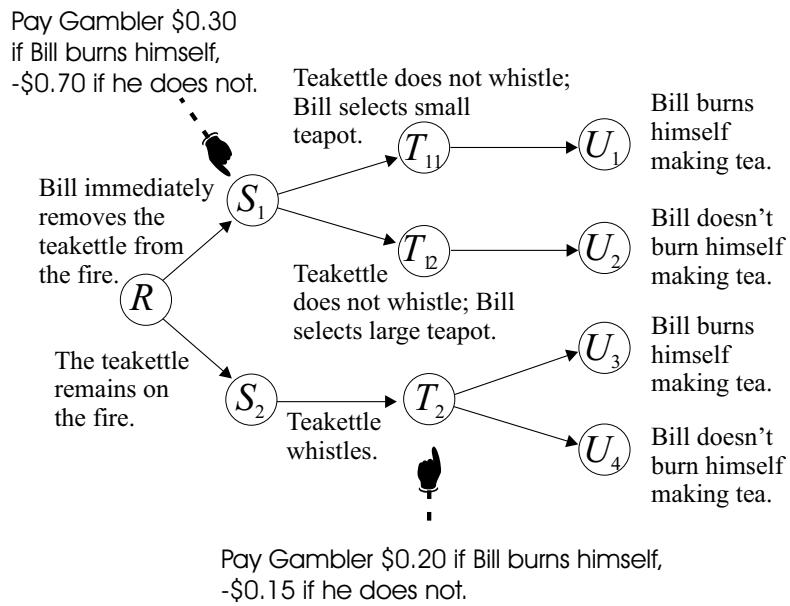 Pay Gambler $0.30
if Bill burns himself,
-$0.70 if he does not.
Teakettle does not whistle;
Bill selects small
teapot.
T₁₁
U₁
Bill burns
himself
making tea.
Bill immediately
removes the
teakettle from
the fire.
S₁
T₁₂
U₂
Bill doesn't
burn himself
making tea.
Teakettle
does not whistle; Bill
selects large teapot.
R
The teakettle
remains on
the fire.
S₂
Teakettle
whistles.
T₂
U₃
Bill burns
himself
making tea.
U₄
Bill doesn't
burn himself
making tea.
Pay Gambler $0.20 if Bill burns himself,
-$0.15 if he does not.